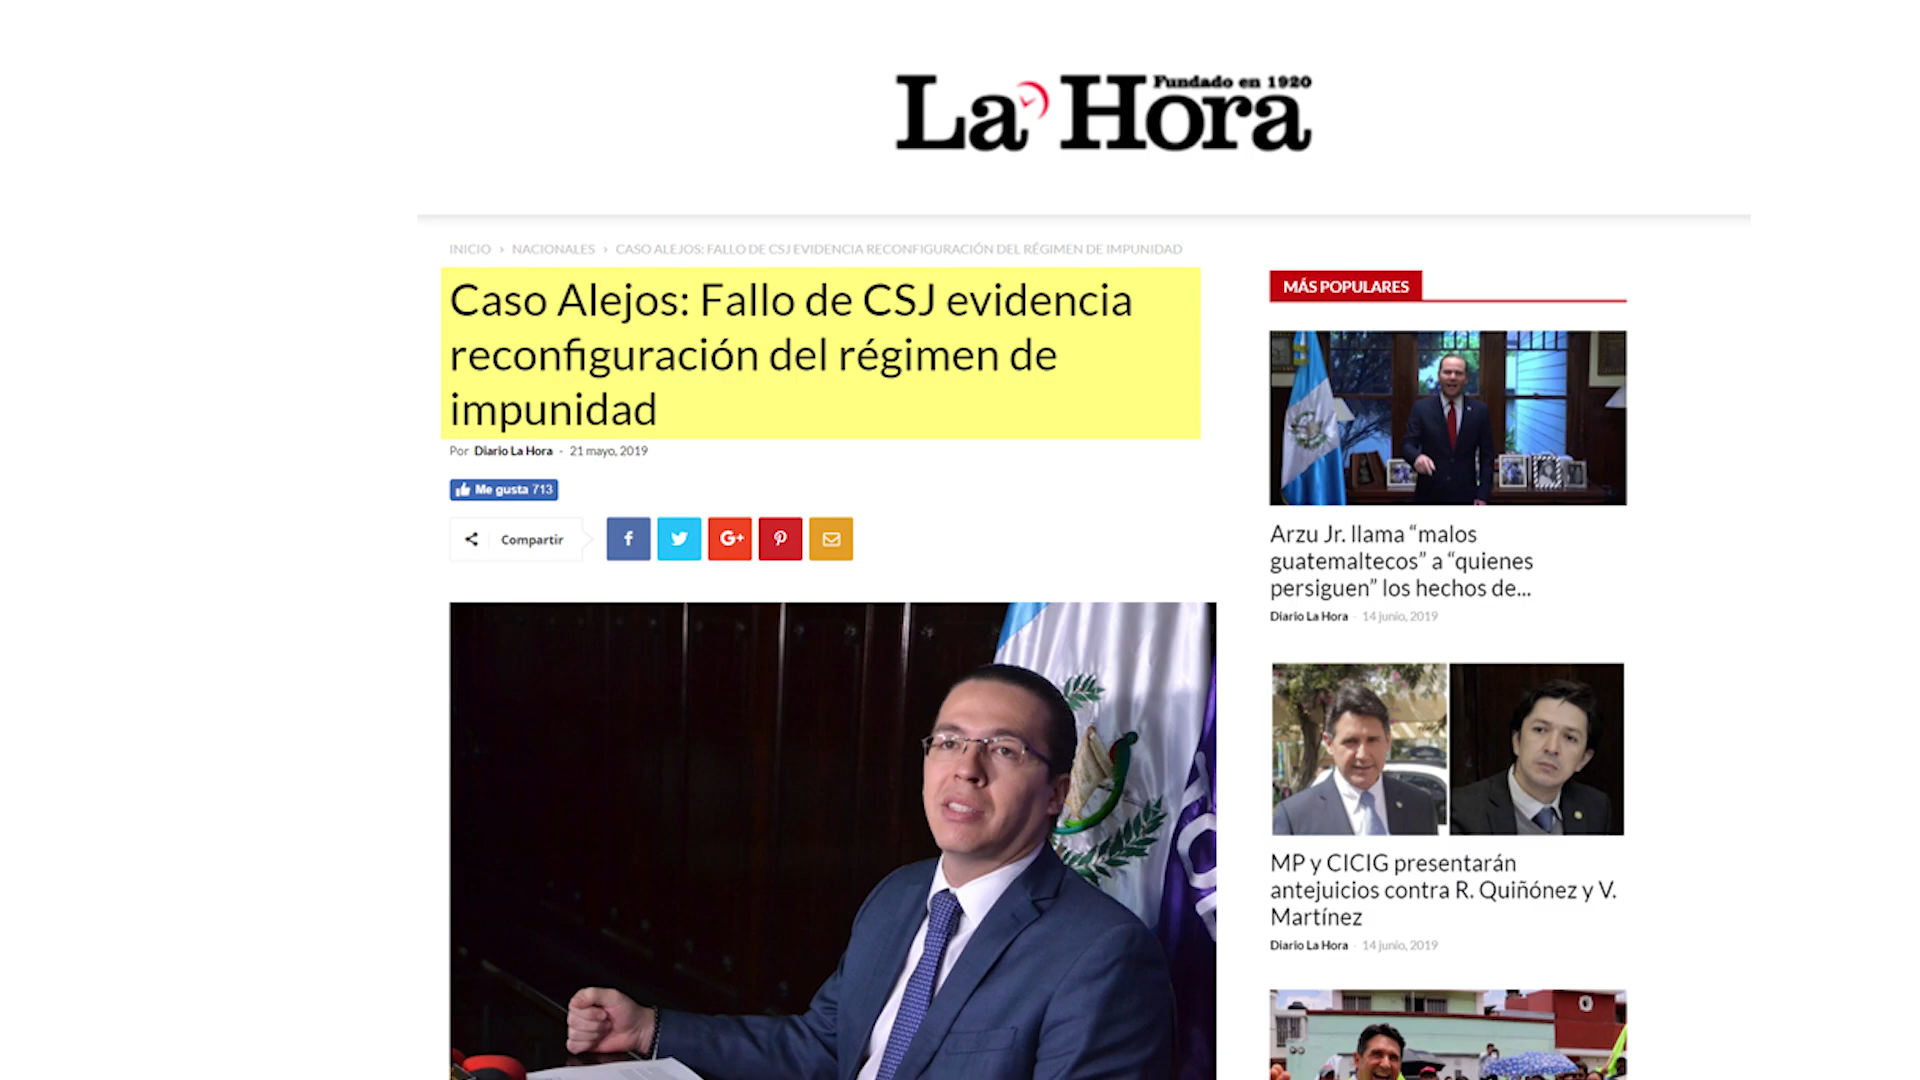 Fundado en 1920
La Hora
INICIO › NACIONALES › CASO ALEJOS: FALLO DE CSJ EVIDENCIA RECONFIGURACIÓN DEL RÉGIMEN DE IMPUNIDAD
Caso Alejos: Fallo de CSJ evidencia
reconfiguración del régimen de
impunidad
Por Diario La Hora - 21 mayo, 2019
Me gusta 713
Compartir
MÁS POPULARES
Arzu Jr. llama “malos
guatemaltecos” a “quienes
persiguen” los hechos de...
Diario La Hora - 14 junio, 2019
MP y CICIG presentarán
antejuicios contra R. Quiñónez y V.
Martínez
Diario La Hora - 14 junio, 2019